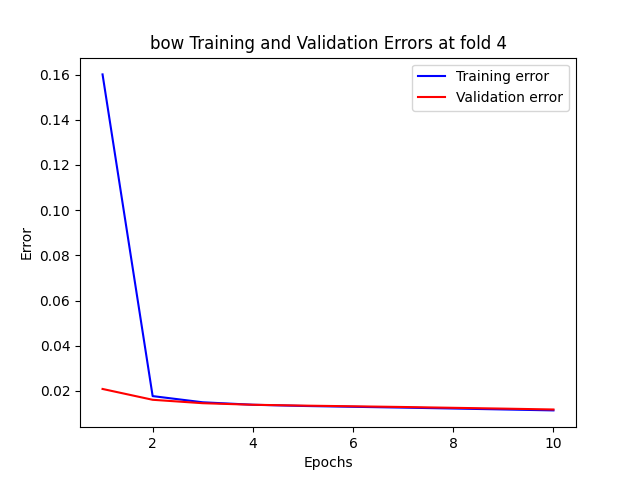 bow Training and Validation Errors at fold 4
Training error
Validation error
Error
0.16
0.14
0.12
0.10
0.08
0.06
0.04
0.02
2 4 6 8 10
Epochs